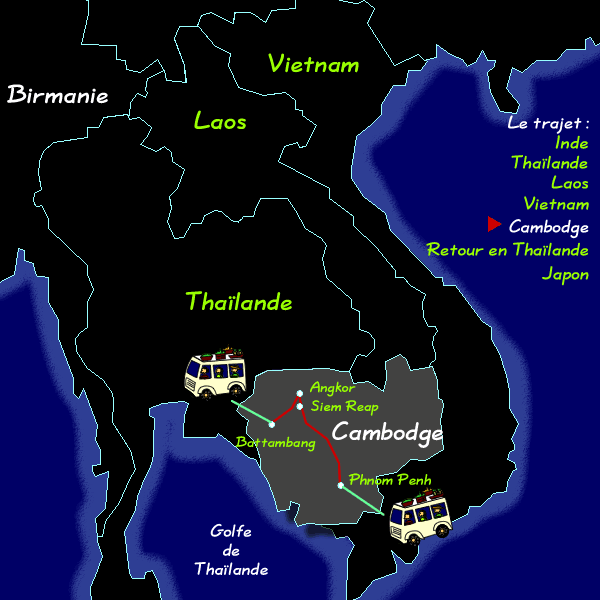 Vietnam
Birmanie
Laos
Le trajet :
Inde
Thaïlande
Laos
Vietnam
Cambodge
Retour en Thaïlande
Japon
Thaïlande
Angkor
Siem Reap
Cambodge
Battambang
Phnom Penh
Golfe
de
Thaïlande